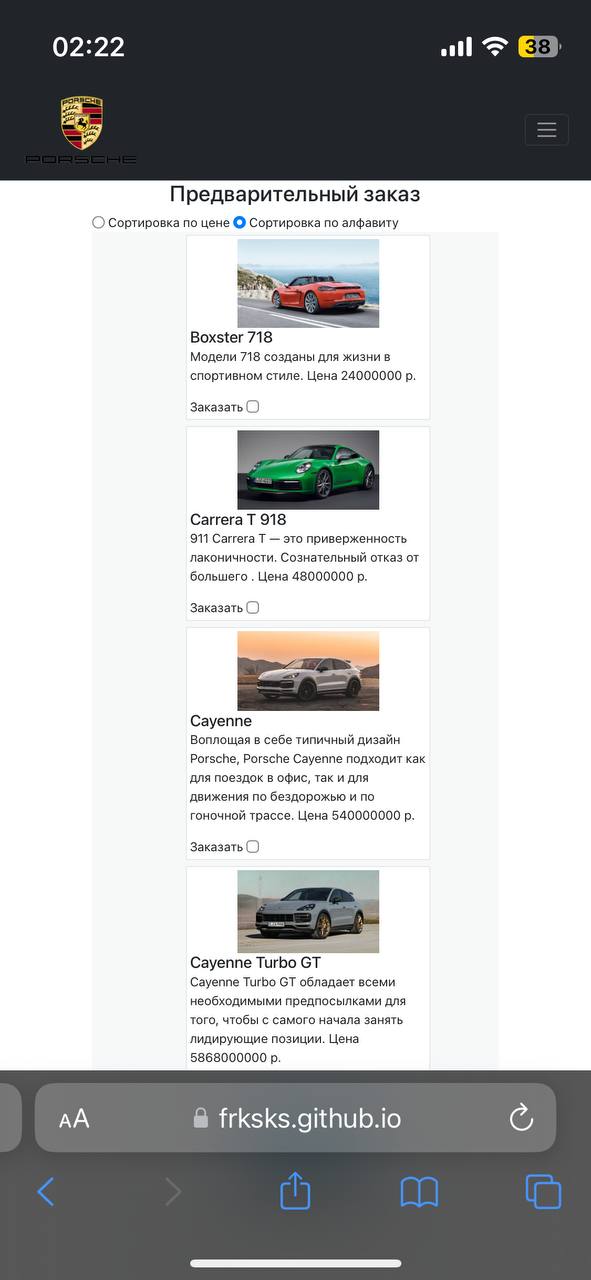 02:22
38
PORSCHE
PORSCHE
Предварительный заказ
Сортировка по цене Сортировка по алфавиту
Boxster 718
Модели 718 созданы для жизни в
спортивном стиле. Цена 24000000 р.
Заказать
Carrera T 918
911 Carrera T — это приверженность
лаконичности. Сознательный отказ от
большего . Цена 48000000 р.
Заказать
Cayenne
Воплощая в себе типичный дизайн
Porsche, Porsche Cayenne подходит как
для поездок в офис, так и для
движения по бездорожью и по
гоночной трассе. Цена 540000000 р.
Заказать
Cayenne Turbo GT
Cayenne Turbo GT обладает всеми
необходимыми предпосылками для
того, чтобы с самого начала занять
лидирующие позиции. Цена
5868000000 р.
AA frksks.github.io